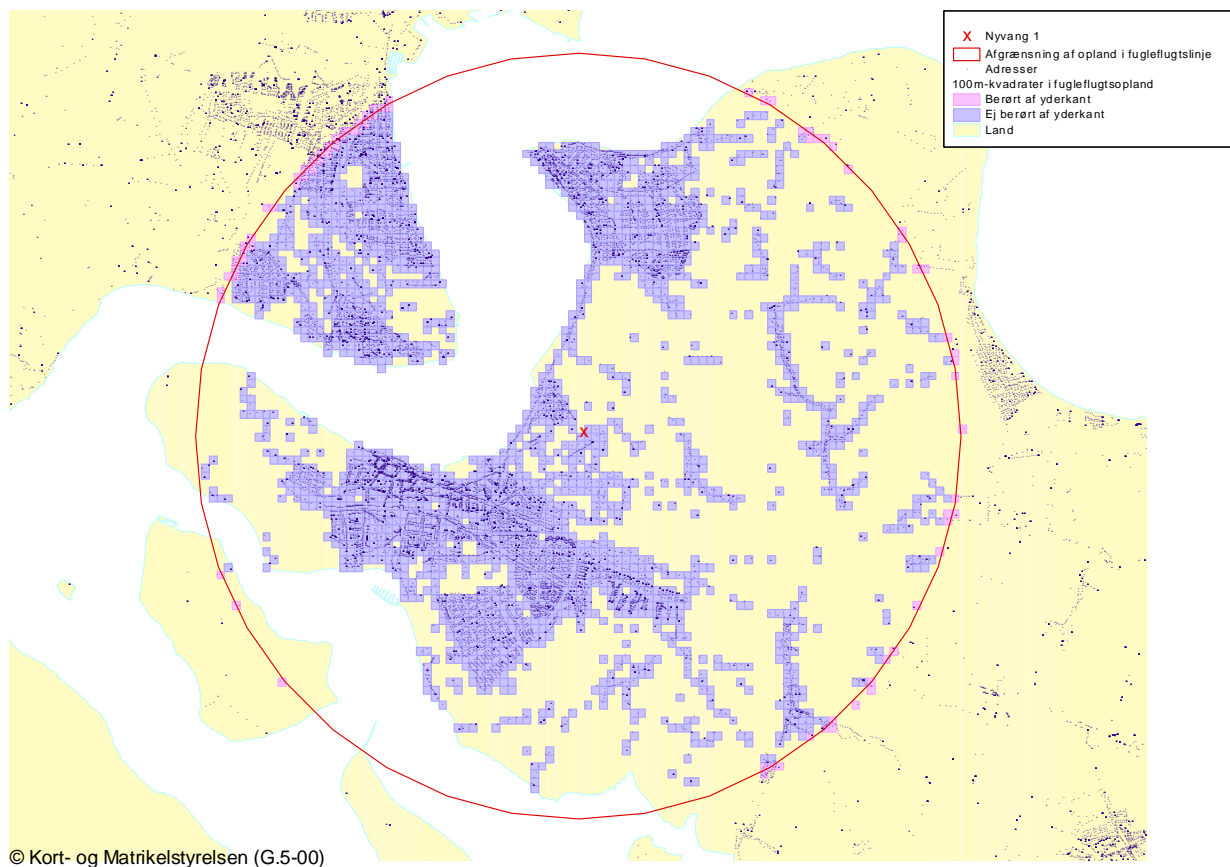 X Nyvang 1
Afgrænsning af opland i fugleflugtslinje
Adresser
100m-kvadrater i fugleflugtsopland
Berørt af yderkant
Ej berørt af yderkant
Land
X
© Kort- og Matrikelstyrelsen (G.5-00)